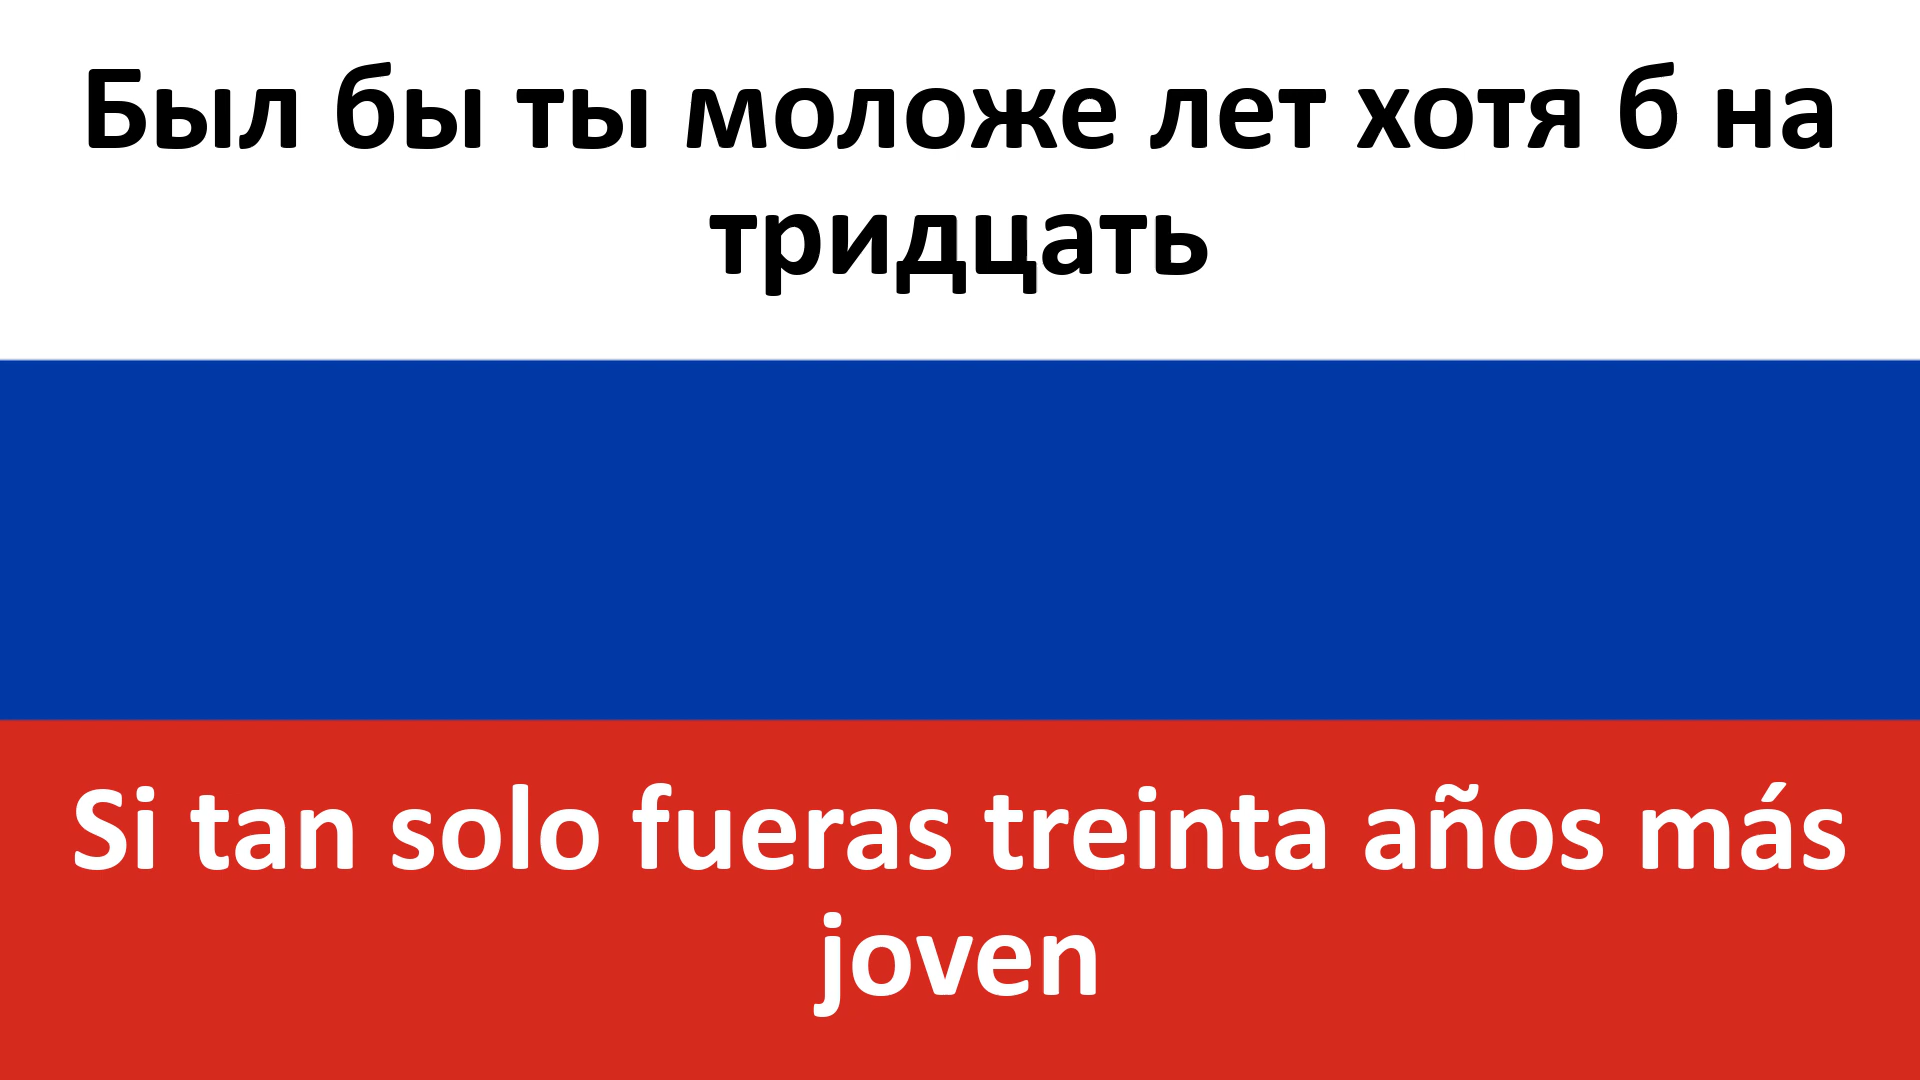 Был бы ты моложе лет хотя б на
тридцать
Si tan solo fueras treinta años más
joven